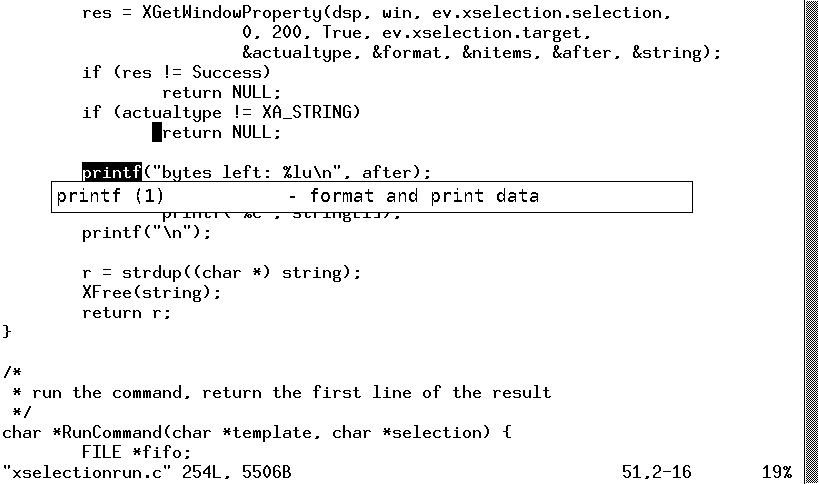 res = XGetWindowProperty(dsp, win, ev.xselection.selection,
                        0, 200, True, ev.xselection.target,
                        &actualtype, &format, &nitems, &after, &string);
        if (res != Success)
                return NULL;
        if (actualtype != XA_STRING)
                return NULL;

        printf("bytes left: %lu\n", after);
printf (1)           - format and print data
        printf("\n");

        r = strdup((char *) string);
        XFree(string);
        return r;
}

/*
 * run the command, return the first line of the result
 */
char *RunCommand(char *template, char *selection) {
        FILE *fifo;
"xselectionrun.c" 254L, 5506B                                 51,2-16       19%